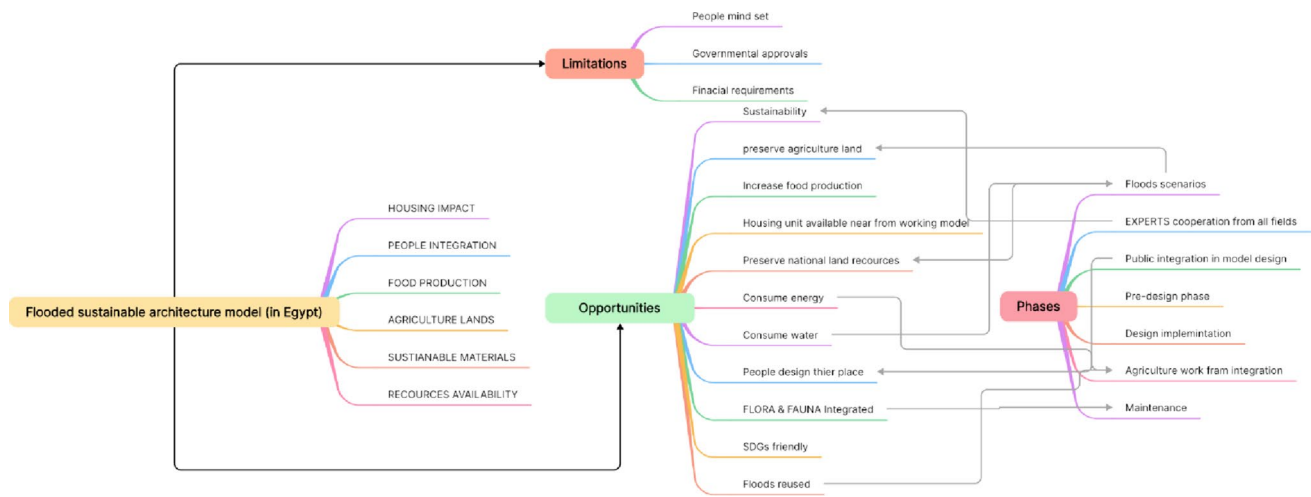 Flooded sustainable architecture model (in Egypt)
HOUSING IMPACT
PEOPLE INTEGRATION
FOOD PRODUCTION
AGRICULTURE LANDS
SUSTIANABLE MATERIALS
RECOURCES AVAILABILITY
Limitations
People mind set
Governmental approvals
Finacial requirements
Opportunities
Sustainability
preserve agriculture land
Increase food production
Housing unit available near from working model
Preserve national land recources
Consume energy
Consume water
People design thier place
FLORA & FAUNA Integrated
SDGs friendly
Floods reused
Phases
Floods scenarios
EXPERTS cooperation from all fields
Public integration in model design
Pre-design phase
Design implmintation
Agriculture work fram integration
Maintenance